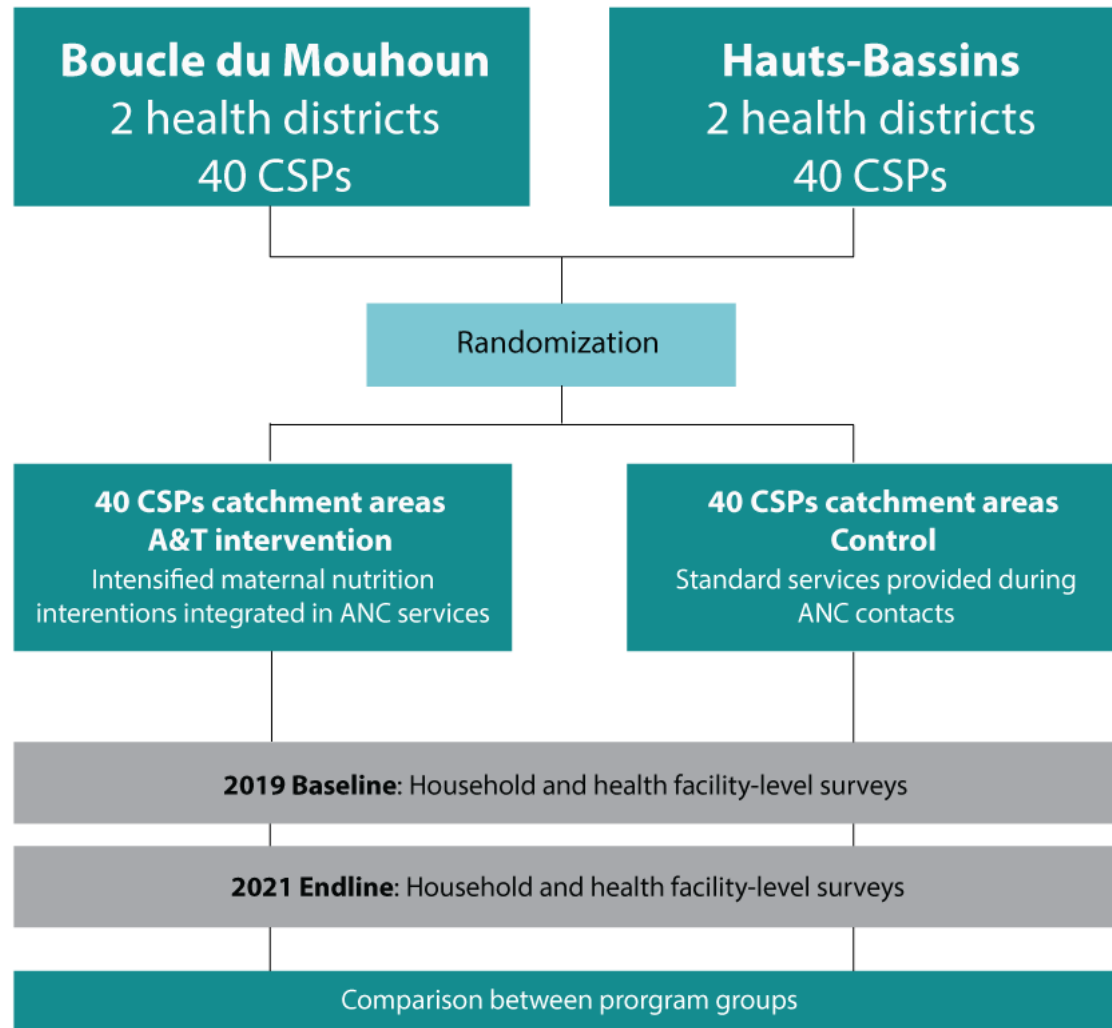 Boucle du Mouhoun
2 health districts
40 CSPs
Hauts-Bassins
2 health districts
40 CSPs
Randomization
40 CSPs catchment areas
A&T intervention
Intensified maternal nutrition
interentions integrated in ANC services
40 CSPs catchment areas
Control
Standard services provided during
ANC contacts
2019 Baseline: Household and health facility-level surveys
2021 Endline: Household and health facility-level surveys
Comparison between prorgram groups